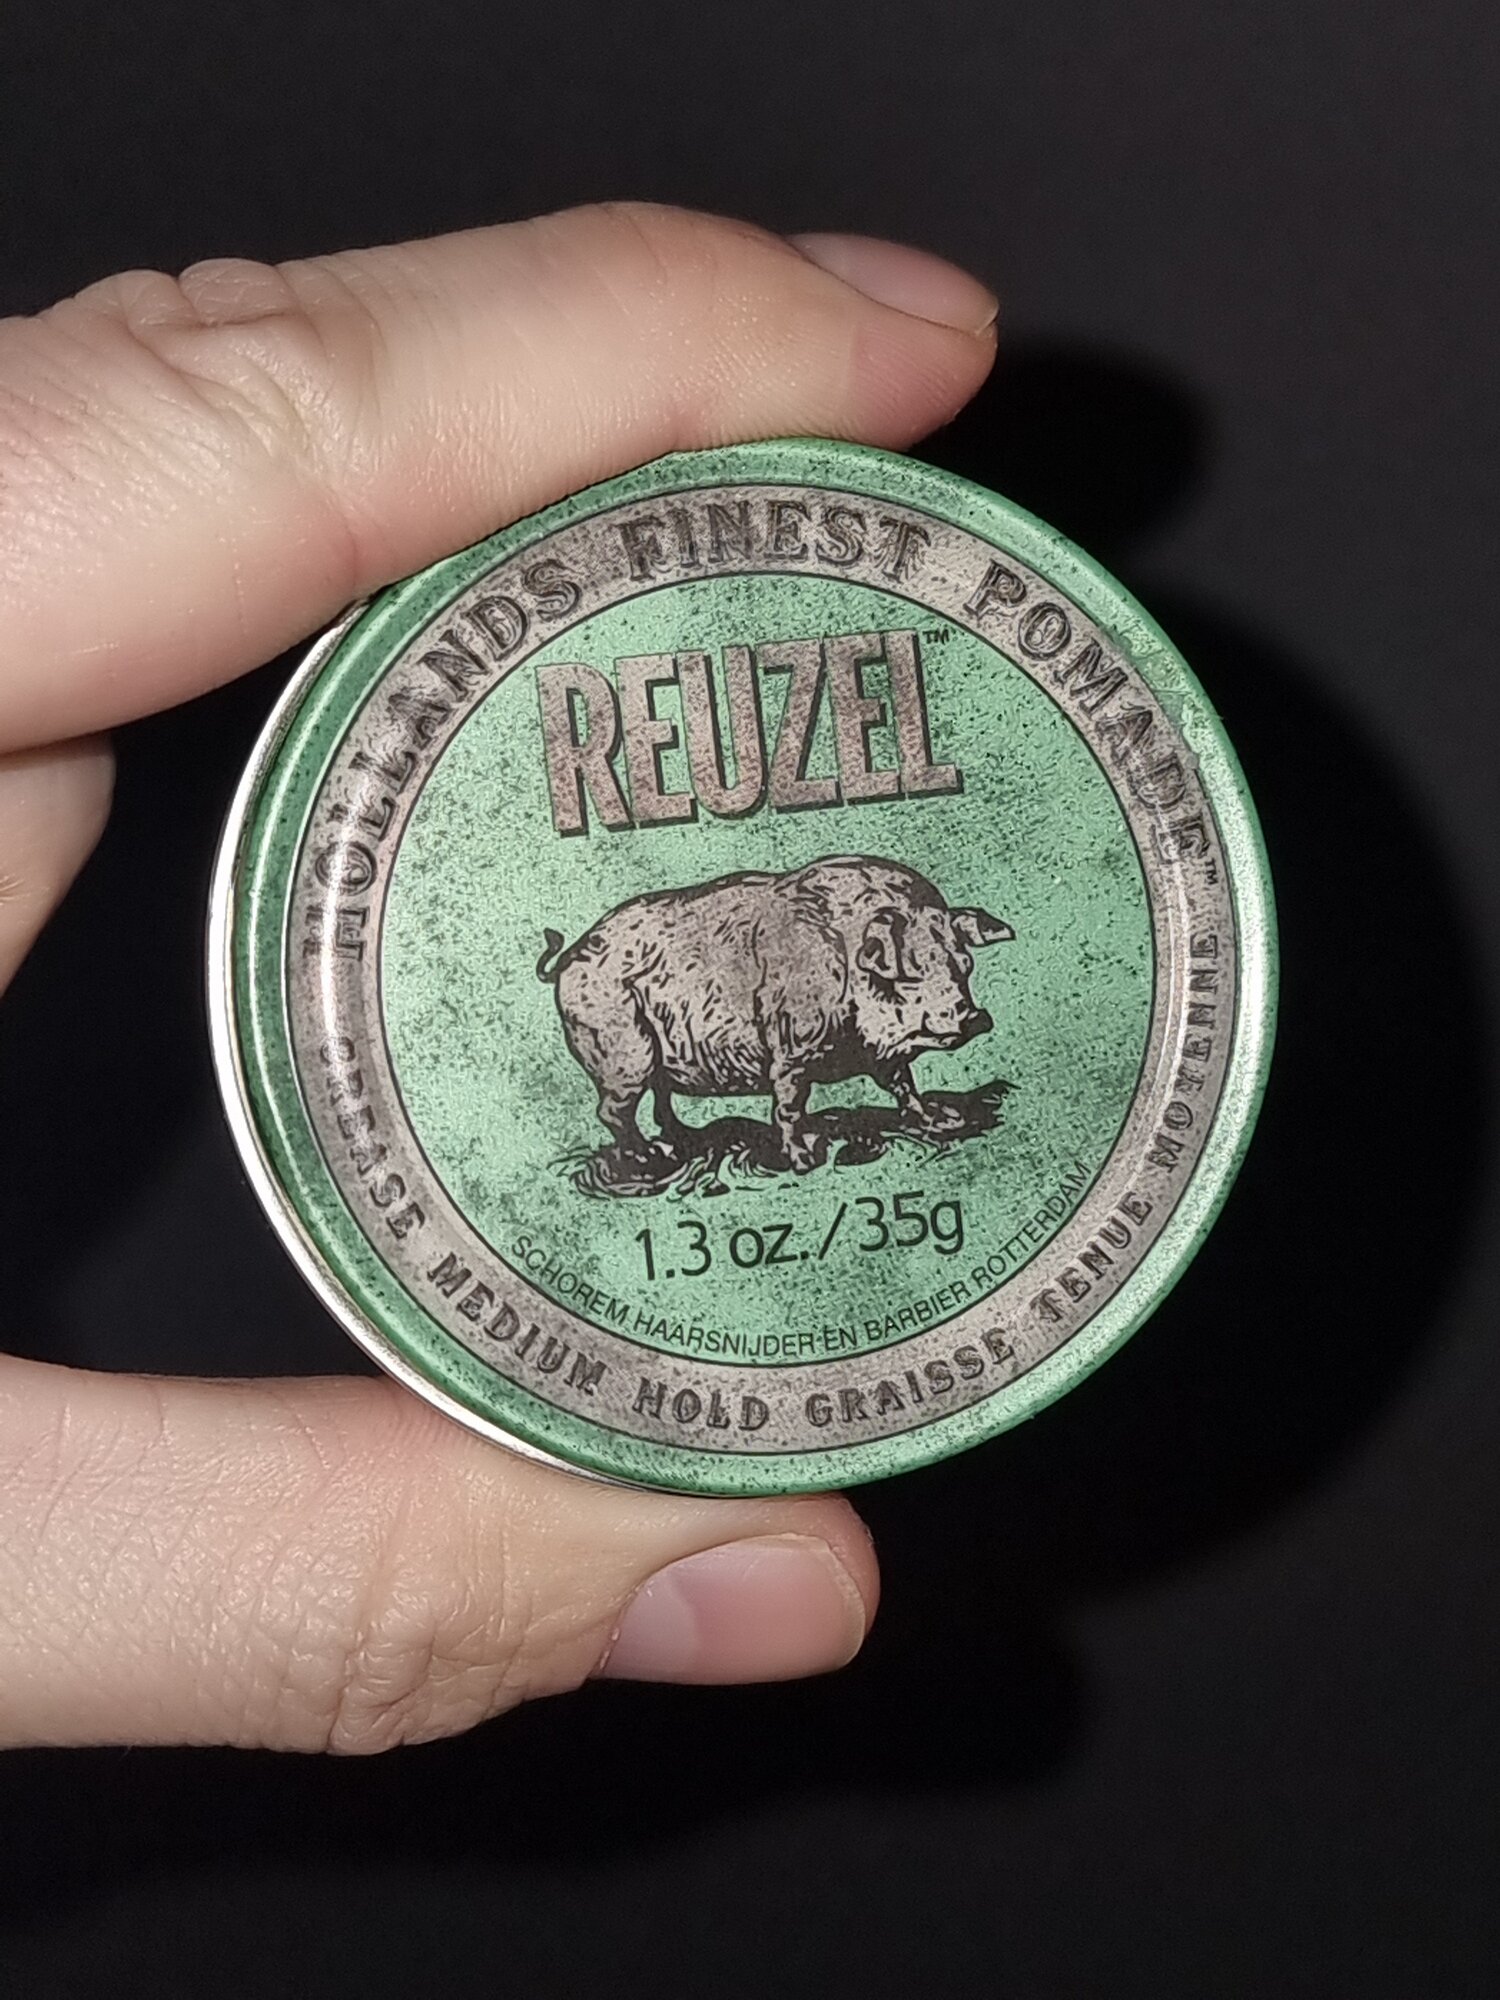 HOLLANDS FINEST POMADE™
REUZEL™
1.3 oz./35g
SCHOREM HAARSNIJDER EN BARBIER ROTTERDAM
GREASE MEDIUM HOLD GRAISSE TENUE MOYENNE